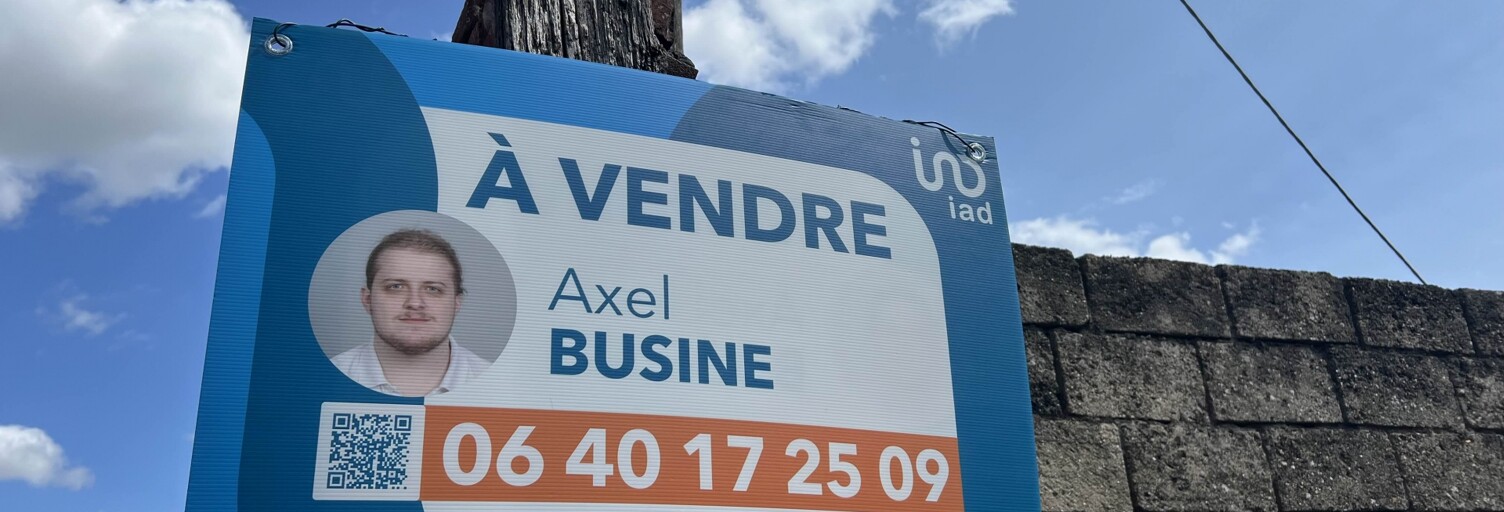 À VENDRE
iad
Axel
BUSINE
06 40 17 25 09